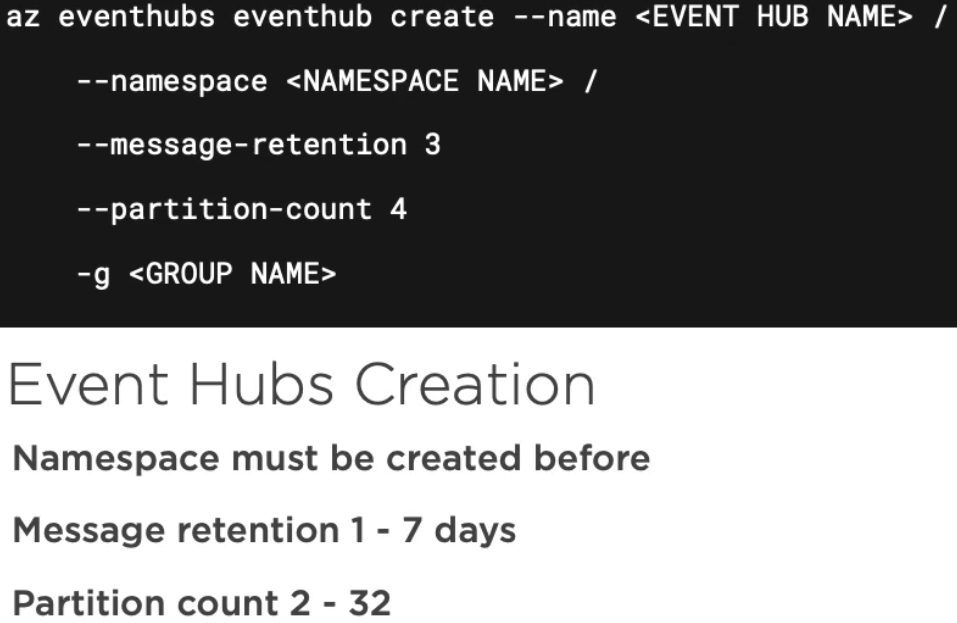 az eventhubs eventhub create --name <EVENT HUB NAME> /
--namespace <NAMESPACE NAME> /
--message-retention 3
--partition-count 4
-g <GROUP NAME>
Event Hubs Creation
Namespace must be created before
Message retention 1 - 7 days
Partition count 2 - 32